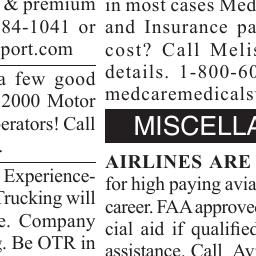 & premium
84-1041 or
port.com
a few good
2000 Motor
erators! Call
.
Experience-
Trucking will
e. Company
g. Be OTR in
in most cases Med
and Insurance pa
cost? Call Melis
details. 1-800-60
medcaremedicals
MISCELLA
AIRLINES ARE
for high paying avia
career. FAA approved
cial aid if qualified
assistance. Call Av